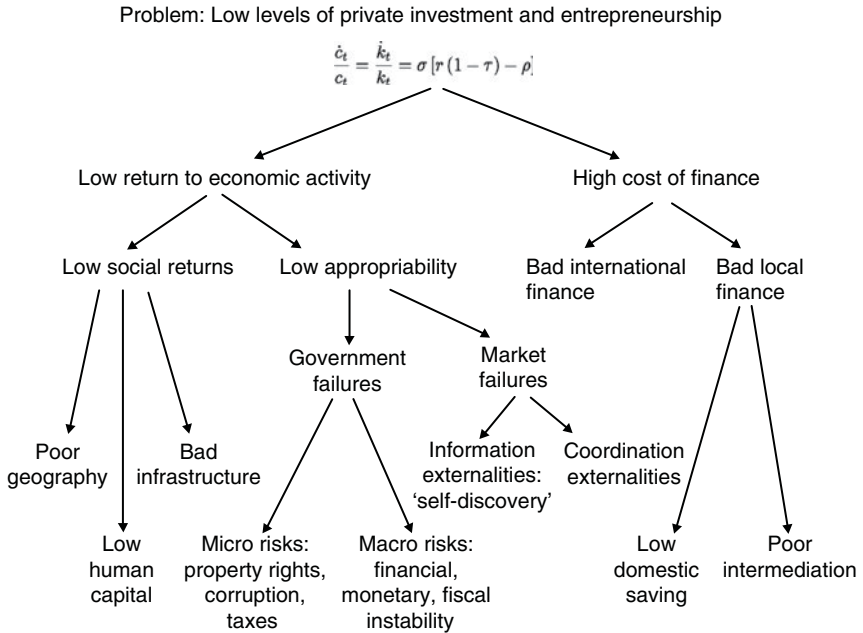 Problem: Low levels of private investment and entrepreneurship
ċₜ/cₜ = k̇ₜ/kₜ = σ [r (1 − τ) − ρ]
Low return to economic activity
High cost of finance
Low social returns
Low appropriability
Bad international
finance
Bad local
finance
Government
failures
Market
failures
Poor
geography
Bad
infrastructure
Information
externalities:
‘self-discovery’
Coordination
externalities
Low
human
capital
Micro risks:
property rights,
corruption,
taxes
Macro risks:
financial,
monetary, fiscal
instability
Low
domestic
saving
Poor
intermediation